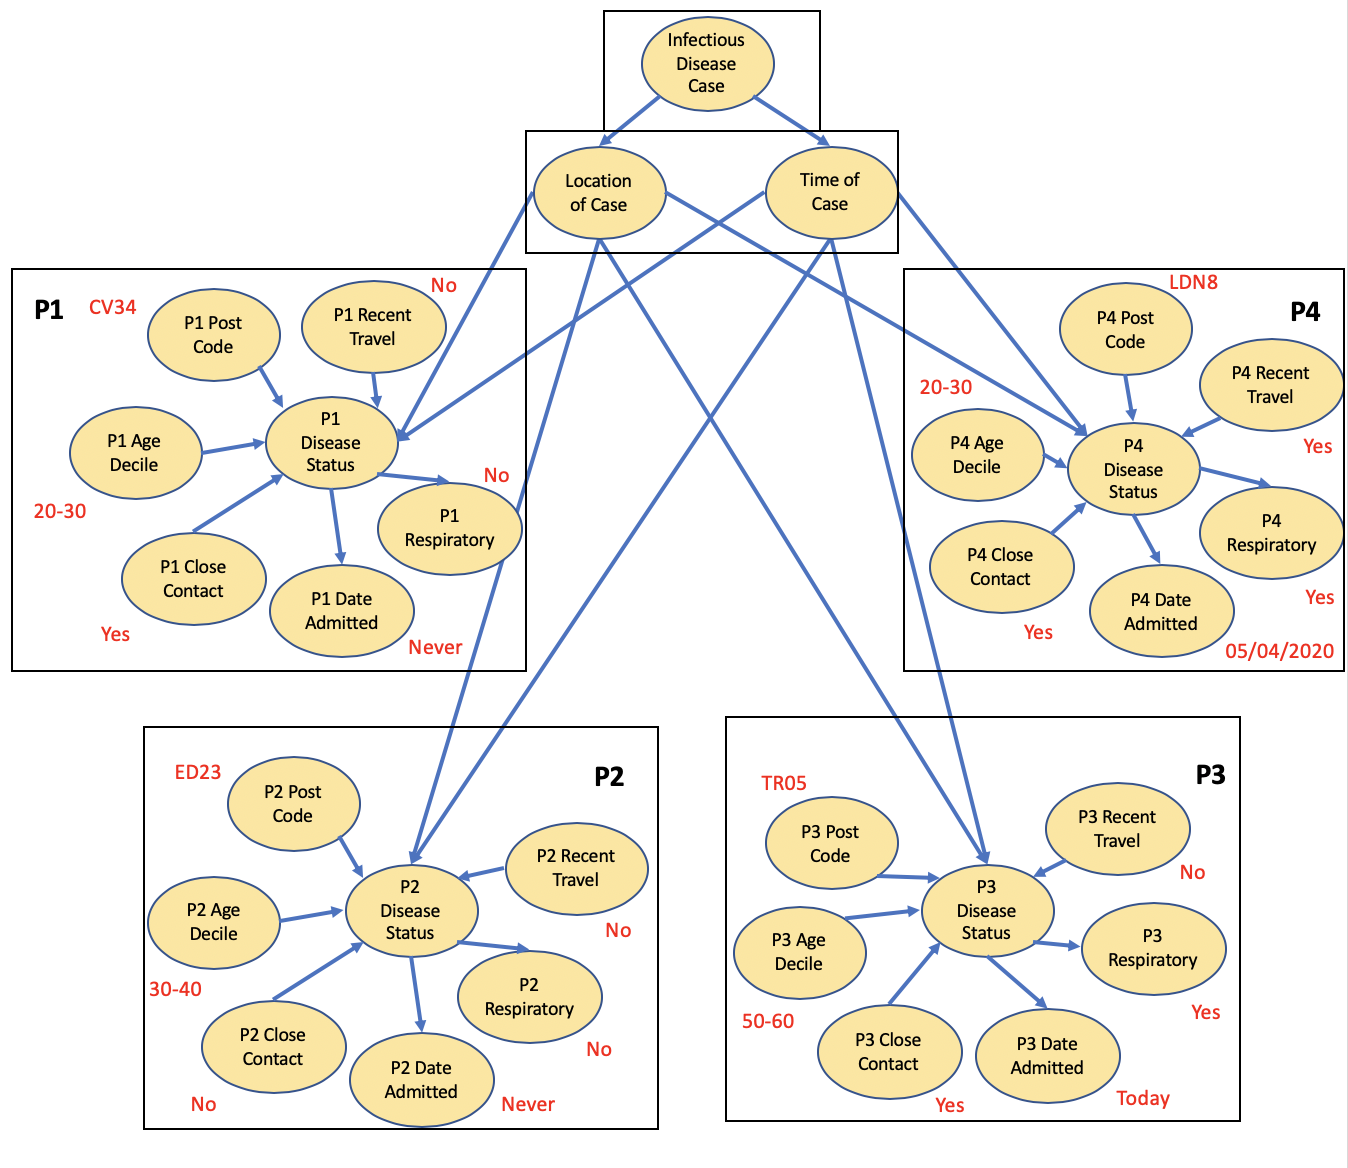 Infectious
Disease
Case
Location
of Case
Time of
Case
P1
CV34
No
P1 Post
Code
P1 Recent
Travel
P1 Age
Decile
P1
Disease
Status
20-30
No
P1
Respiratory
P1 Close
Contact
P1 Date
Admitted
Yes
Never
LDN8
P4
P4 Post
Code
P4 Recent
Travel
20-30
P4 Age
Decile
P4
Disease
Status
Yes
P4
Respiratory
P4 Close
Contact
P4 Date
Admitted
Yes
Yes
05/04/2020
ED23
P2
P2 Post
Code
P2 Recent
Travel
P2 Age
Decile
P2
Disease
Status
No
30-40
P2
Respiratory
P2 Close
Contact
No
P2 Date
Admitted
No
Never
P3
TR05
P3 Post
Code
P3 Recent
Travel
No
P3
Disease
Status
P3 Age
Decile
P3
Respiratory
50-60
Yes
P3 Close
Contact
P3 Date
Admitted
Yes
Today